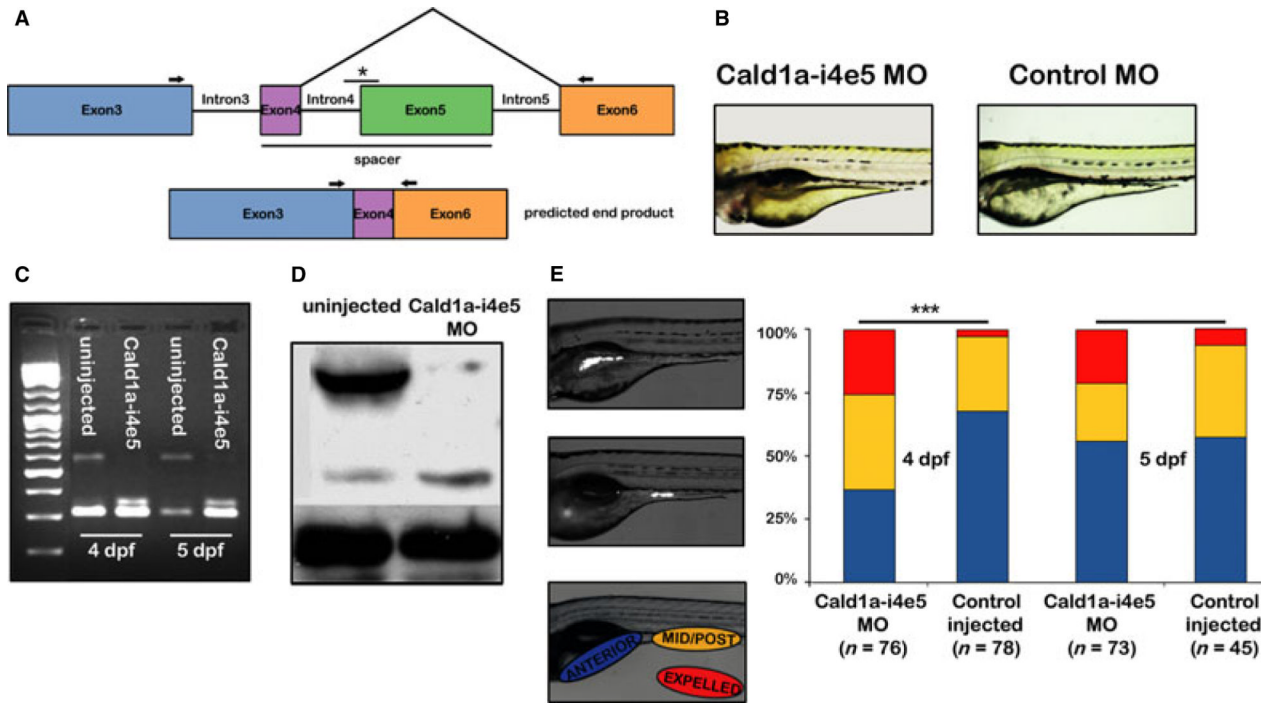 A
*
Exon3
Intron3
Exon4
Intron4
Exon5
Intron5
Exon6
spacer
Exon3
Exon4
Exon6
predicted end product
B
Cald1a-i4e5 MO
Control MO
C
uninjected
Cald1a-i4e5
uninjected
Cald1a-i4e5
4 dpf
5 dpf
D
uninjected
Cald1a-i4e5
MO
E
ANTERIOR
MID/POST
EXPELLED
100%
75%
50%
25%
0%
***
4 dpf
5 dpf
Cald1a-i4e5
MO
(n = 76)
Control
injected
(n = 78)
Cald1a-i4e5
MO
(n = 73)
Control
injected
(n = 45)